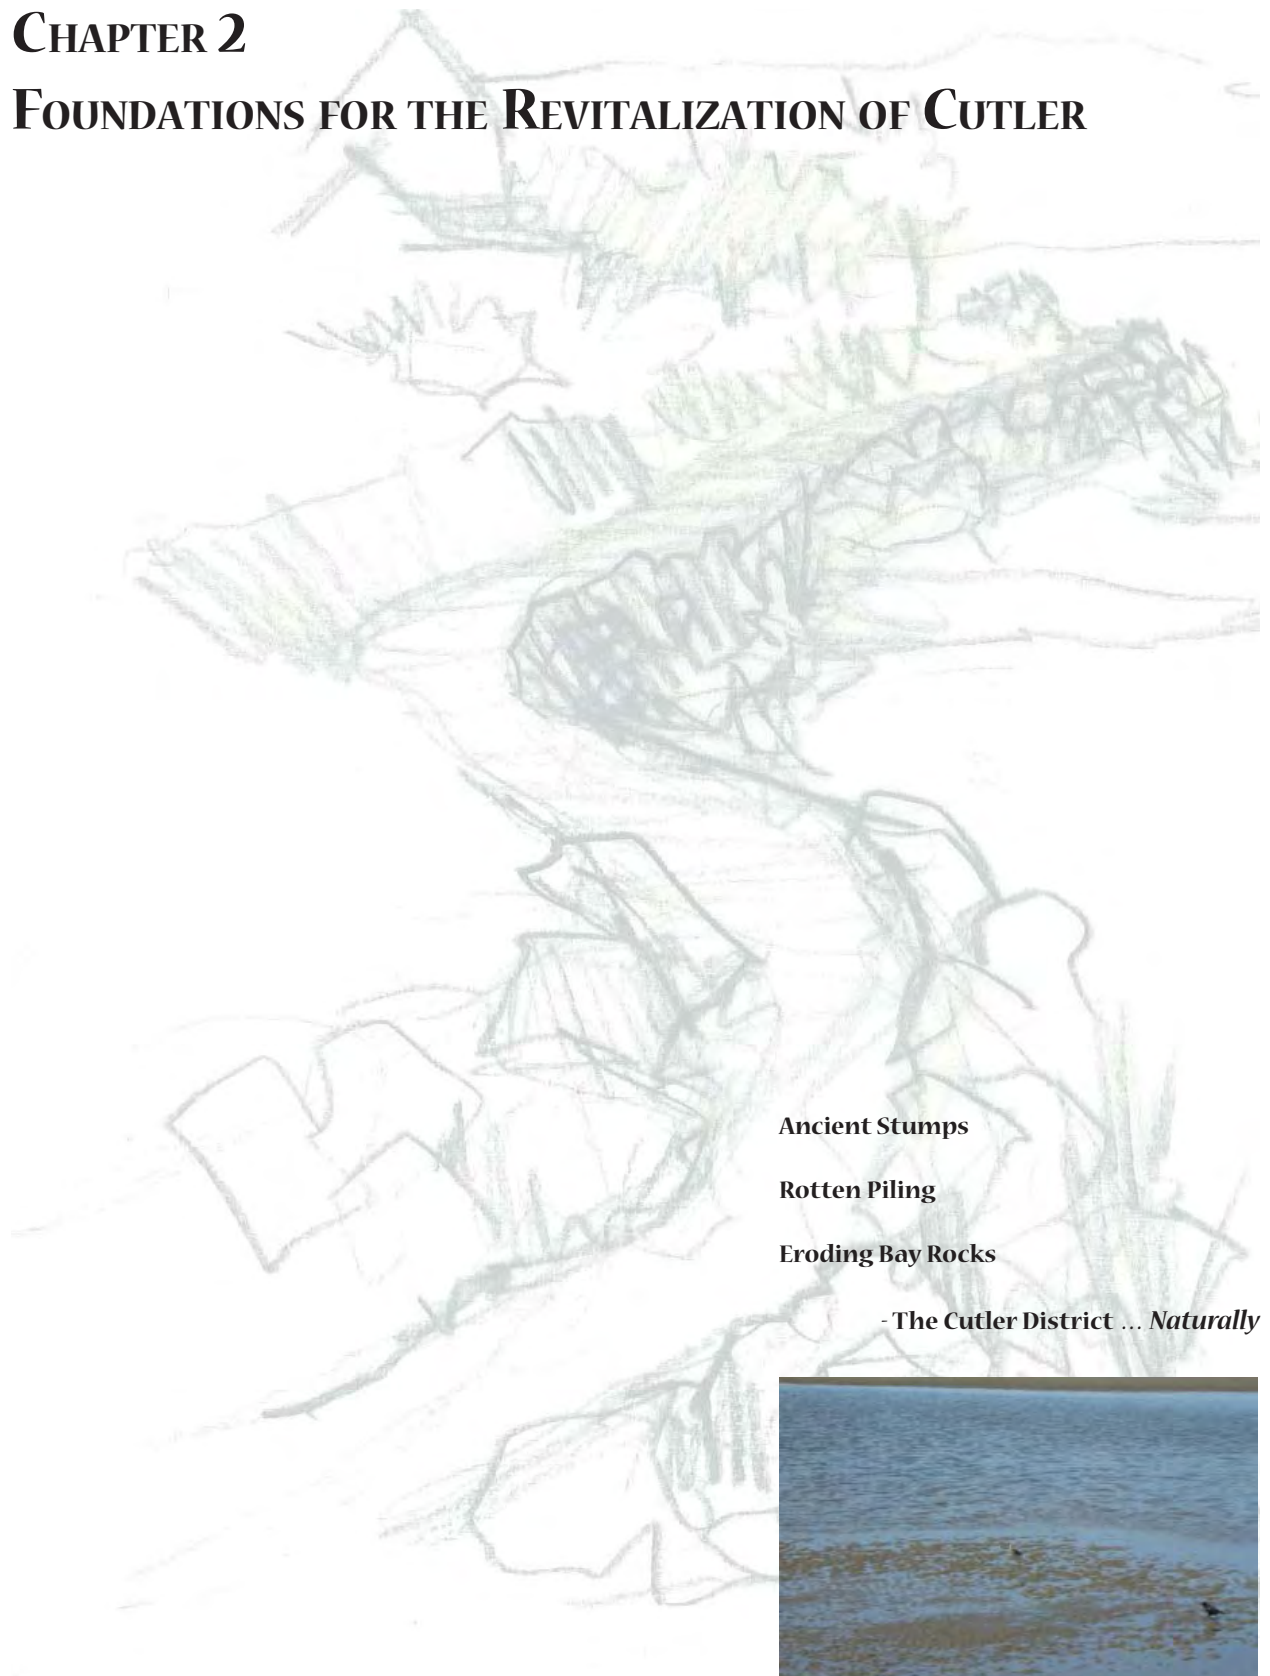 Chapter 2
Foundations for the Revitalization of Cutler
Ancient Stumps
Rotten Piling
Eroding Bay Rocks
- The Cutler District ... Naturally